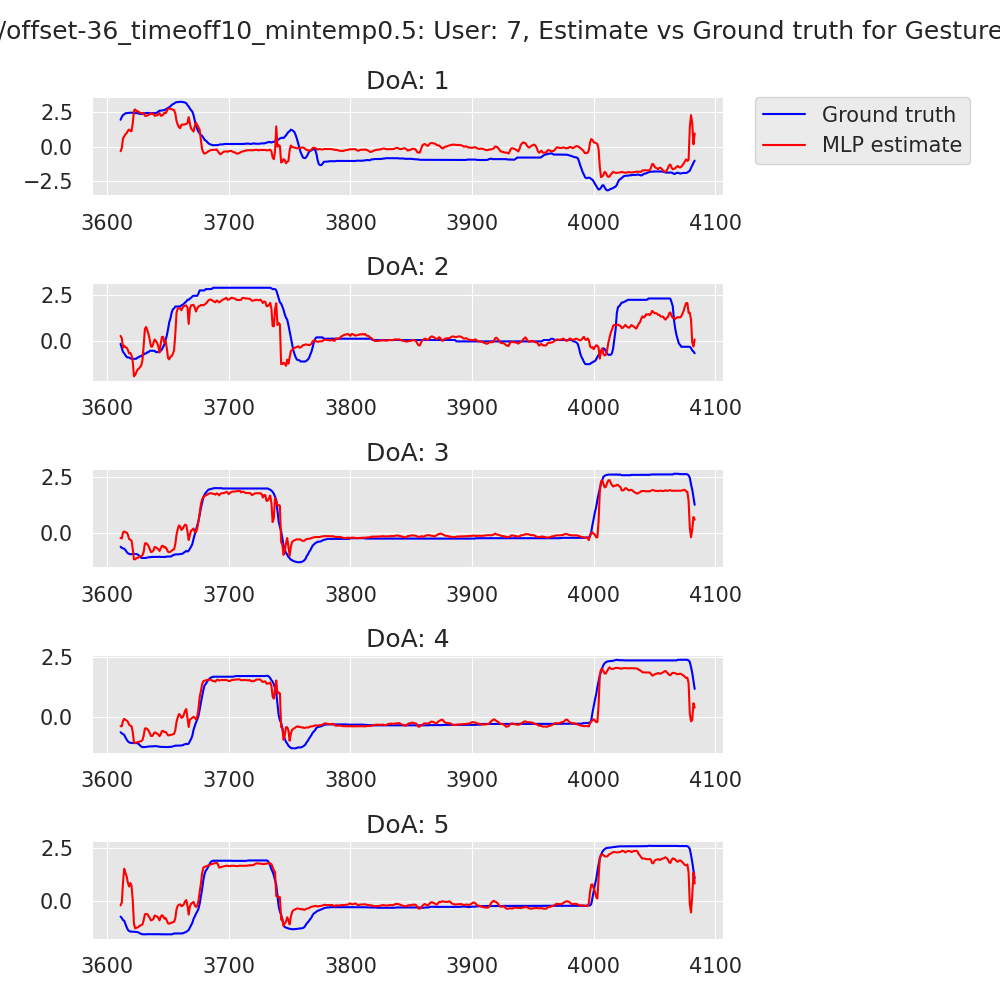 /offset-36_timeoff10_mintemp0.5: User: 7, Estimate vs Ground truth for Gesture
DoA: 1
2.5
0.0
−2.5
3600 3700 3800 3900 4000 4100
Ground truth
MLP estimate
DoA: 2
2.5
0.0
3600 3700 3800 3900 4000 4100
DoA: 3
2.5
0.0
3600 3700 3800 3900 4000 4100
DoA: 4
2.5
0.0
3600 3700 3800 3900 4000 4100
DoA: 5
2.5
0.0
3600 3700 3800 3900 4000 4100